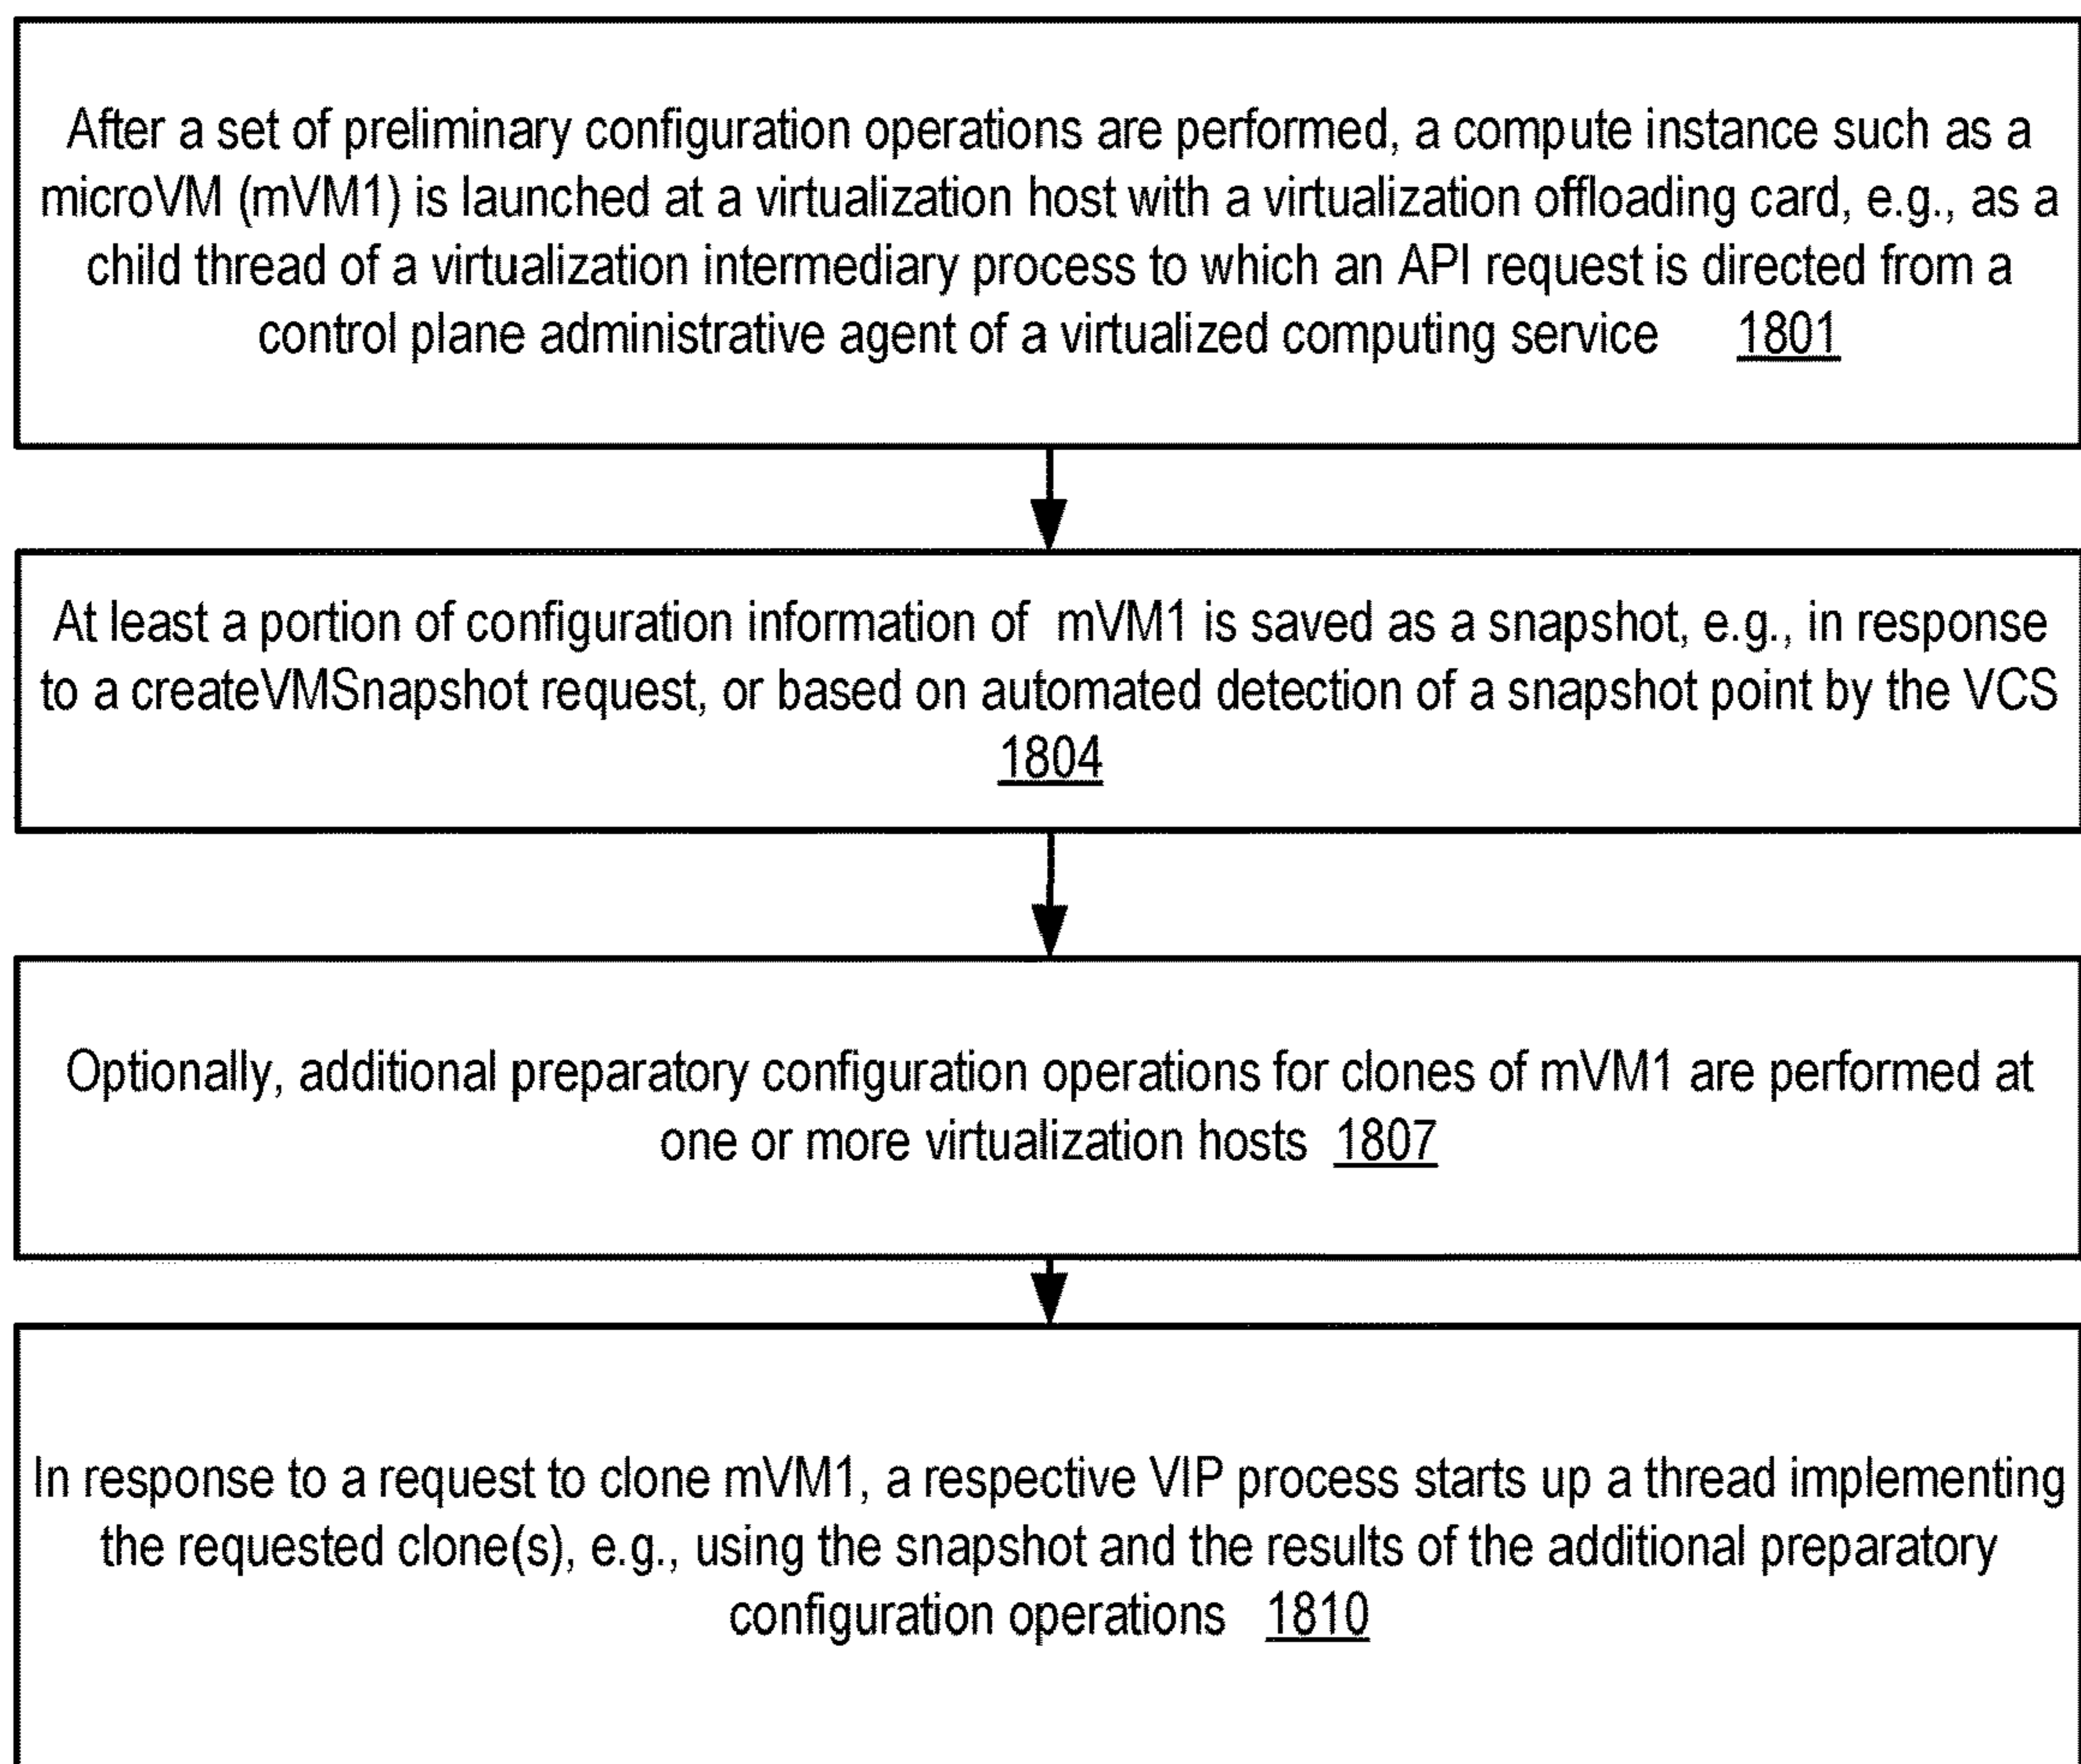 After a set of preliminary configuration operations are performed, a compute instance such as a
microVM (mVM1) is launched at a virtualization host with a virtualization offloading card, e.g., as a
child thread of a virtualization intermediary process to which an API request is directed from a
control plane administrative agent of a virtualized computing service 1801
At least a portion of configuration information of mVM1 is saved as a snapshot, e.g., in response
to a createVMSnapshot request, or based on automated detection of a snapshot point by the VCS
1804
Optionally, additional preparatory configuration operations for clones of mVM1 are performed at
one or more virtualization hosts 1807
In response to a request to clone mVM1, a respective VIP process starts up a thread implementing
the requested clone(s), e.g., using the snapshot and the results of the additional preparatory
configuration operations 1810